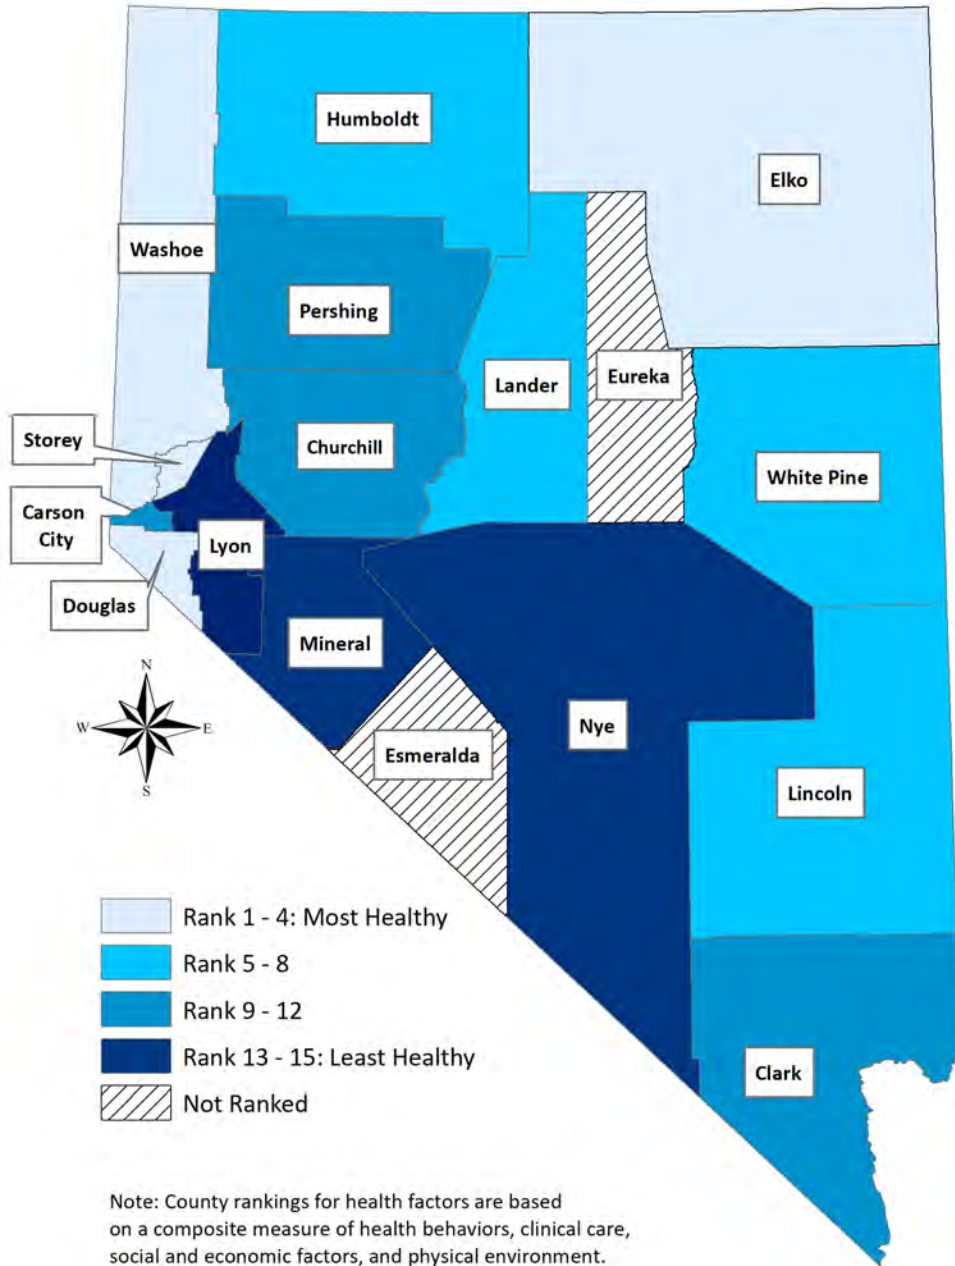 Humboldt
Elko
Washoe
Pershing
Eureka
Lander
Storey
Churchill
White Pine
Carson
City
Lyon
Douglas
Mineral
N
W
E
S
Nye
Esmeralda
Lincoln
Rank 1 - 4: Most Healthy
Rank 5 - 8
Rank 9 - 12
Rank 13 - 15: Least Healthy
Not Ranked
Clark
Note: County rankings for health factors are based
on a composite measure of health behaviors, clinical care,
social and economic factors, and physical environment.